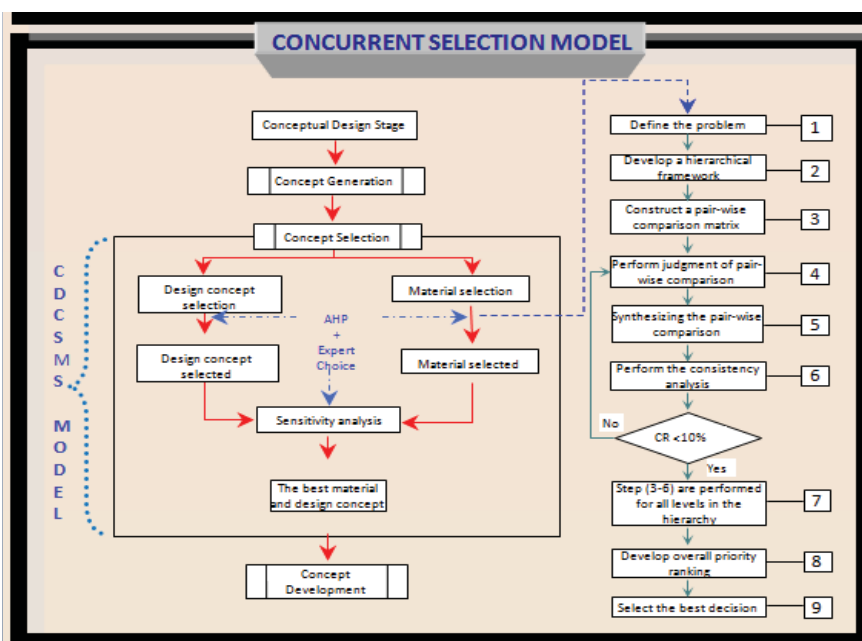 CONCURRENT SELECTION MODEL
Conceptual Design Stage
Concept Generation
Concept Selection
Design concept
selection
Material selection
AHP
+
Expert
Choice
Design concept
selected
Material selected
Sensitivity analysis
The best material
and design concept
Concept
Development
C
D
C
S
M
S
M
O
D
E
L
Define the problem
1
Develop a hierarchical
framework
2
Construct a pair-wise
comparison matrix
3
Perform judgment of pair-
wise comparison
4
Synthesizing the pair-wise
comparison
5
Perform the consistency
analysis
6
No
CR <10%
Yes
Step (3-6) are performed
for all levels in the
hierarchy
7
Develop overall priority
ranking
8
Select the best decision
9